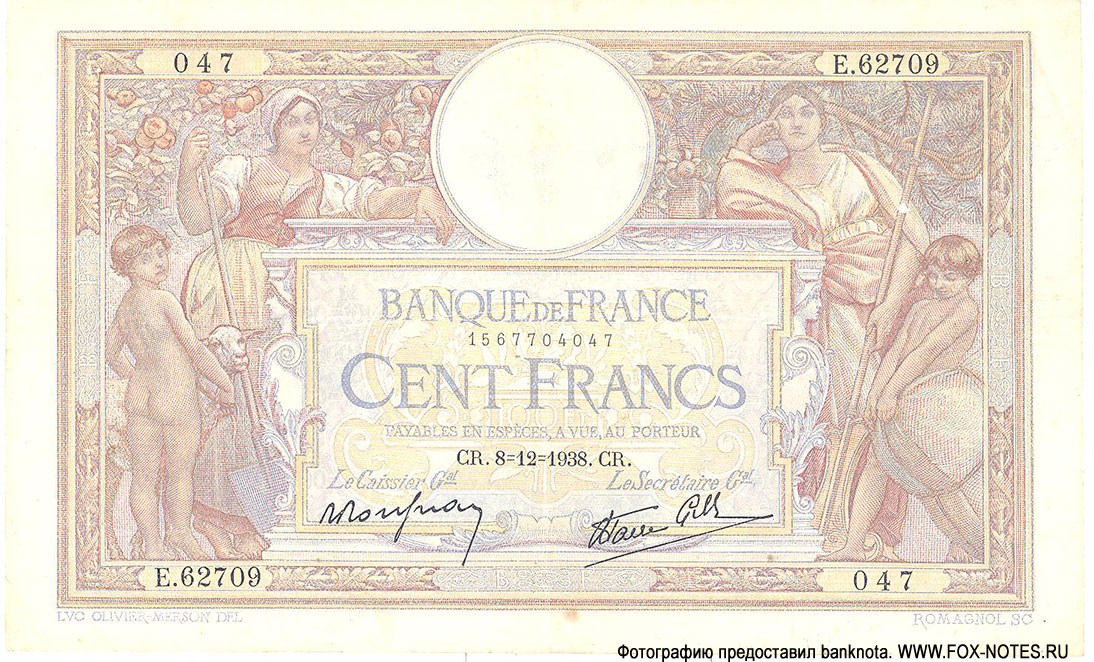 047 E.62709
BANQUE DE FRANCE
1567704047
CENT FRANCS
PAYABLES EN ESPÈCES, A VUE, AU PORTEUR
CR. 8=12=1938. CR.
Le Caissier Gal Le Secrétaire Gal
E.62709 047
LVC OLIVIER-MERSON DEL ROMAGNOL SC.
Фотографию предоставил banknota. WWW.FOX-NOTES.RU